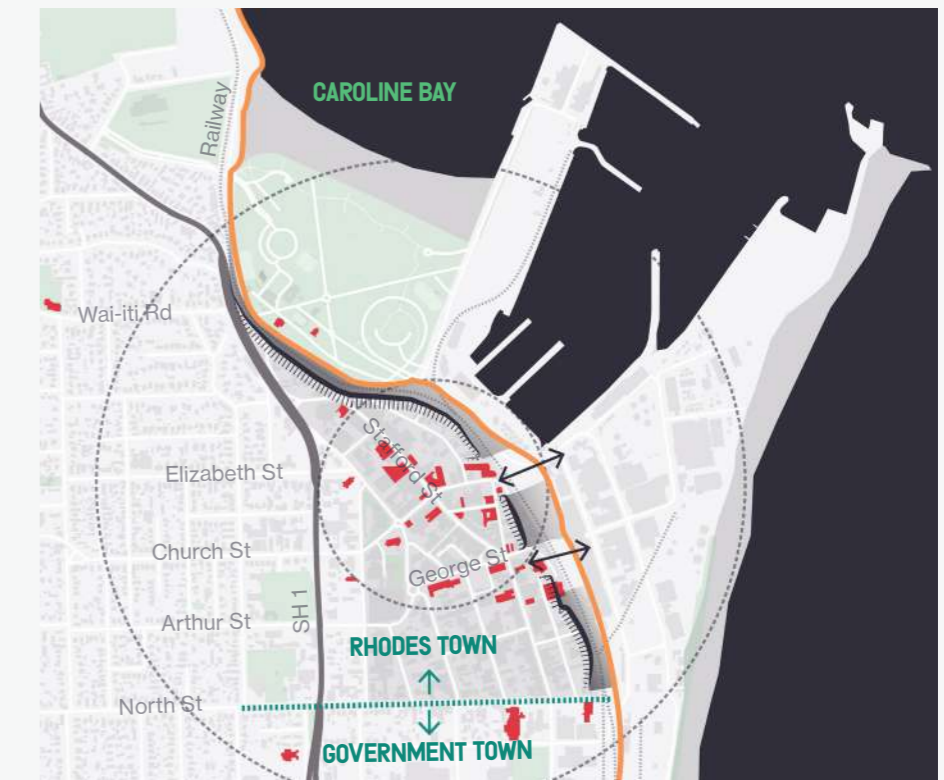 CAROLINE BAY
Railway
Wai-iti Rd
Stafford St
Elizabeth St
Church St
George St
SH 1
Arthur St
RHODES TOWN
North St
GOVERNMENT TOWN